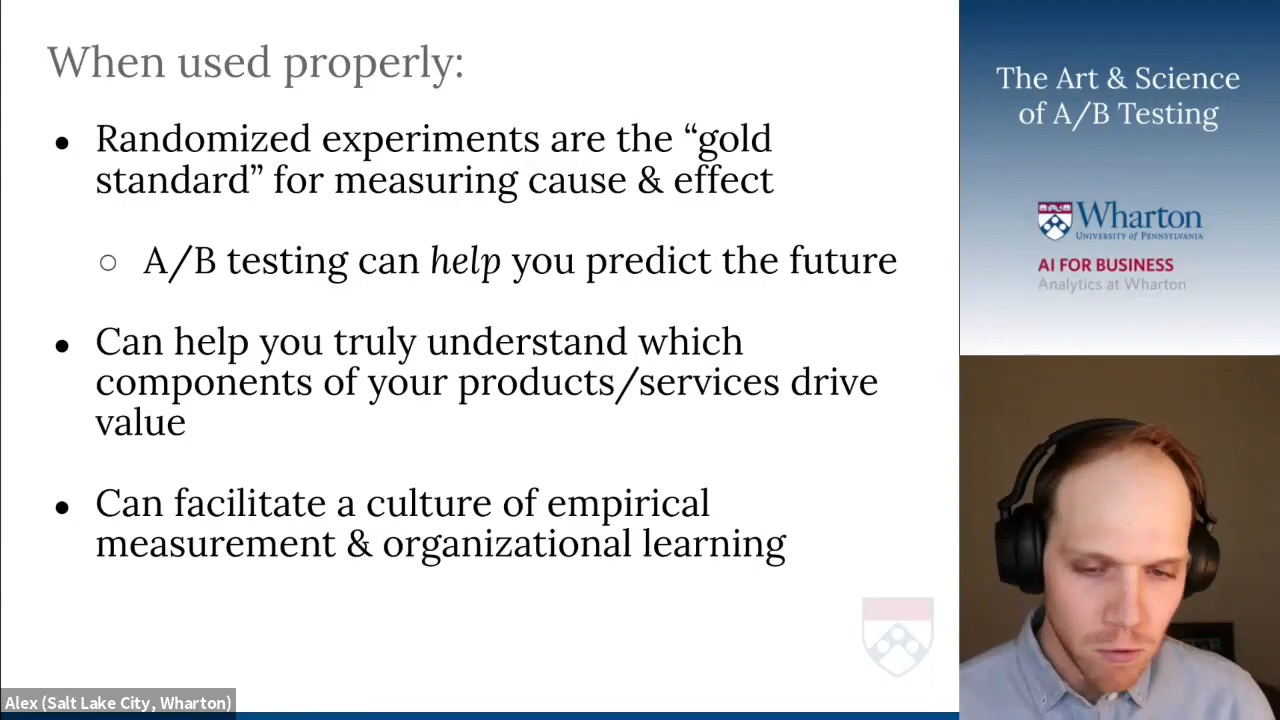 When used properly:
● Randomized experiments are the “gold
standard” for measuring cause & effect
○ A/B testing can help you predict the future
● Can help you truly understand which
components of your products/services drive
value
● Can facilitate a culture of empirical
measurement & organizational learning
Alex (Salt Lake City, Wharton)
The Art & Science
of A/B Testing
Wharton
UNIVERSITY of PENNSYLVANIA
AI FOR BUSINESS
Analytics at Wharton